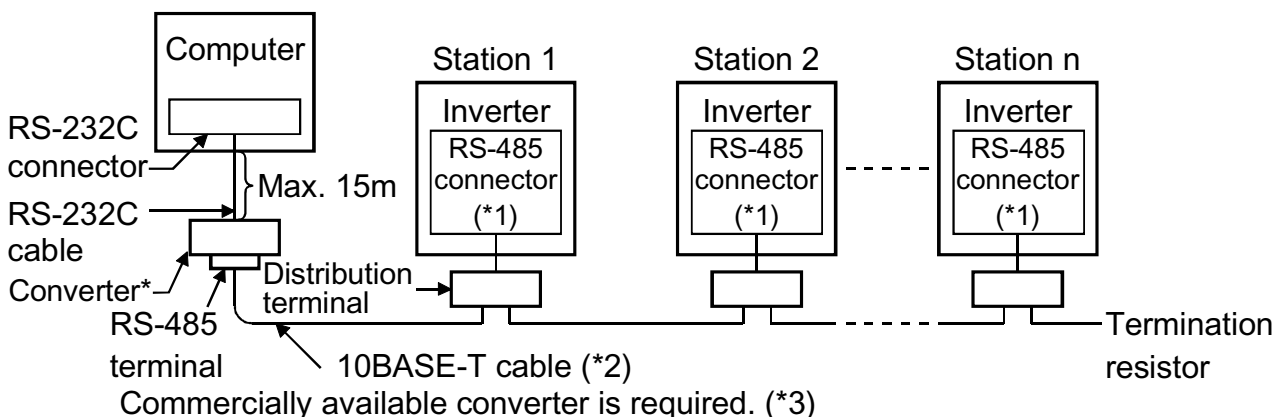 Computer
RS-232C
connector
Max. 15m
RS-232C
cable
Converter*
RS-485
terminal
Station 1
Inverter
RS-485
connector
(*1)
Distribution
terminal
Station 2
Inverter
RS-485
connector
(*1)
Station n
Inverter
RS-485
connector
(*1)
Termination
resistor
10BASE-T cable (*2)
Commercially available converter is required. (*3)